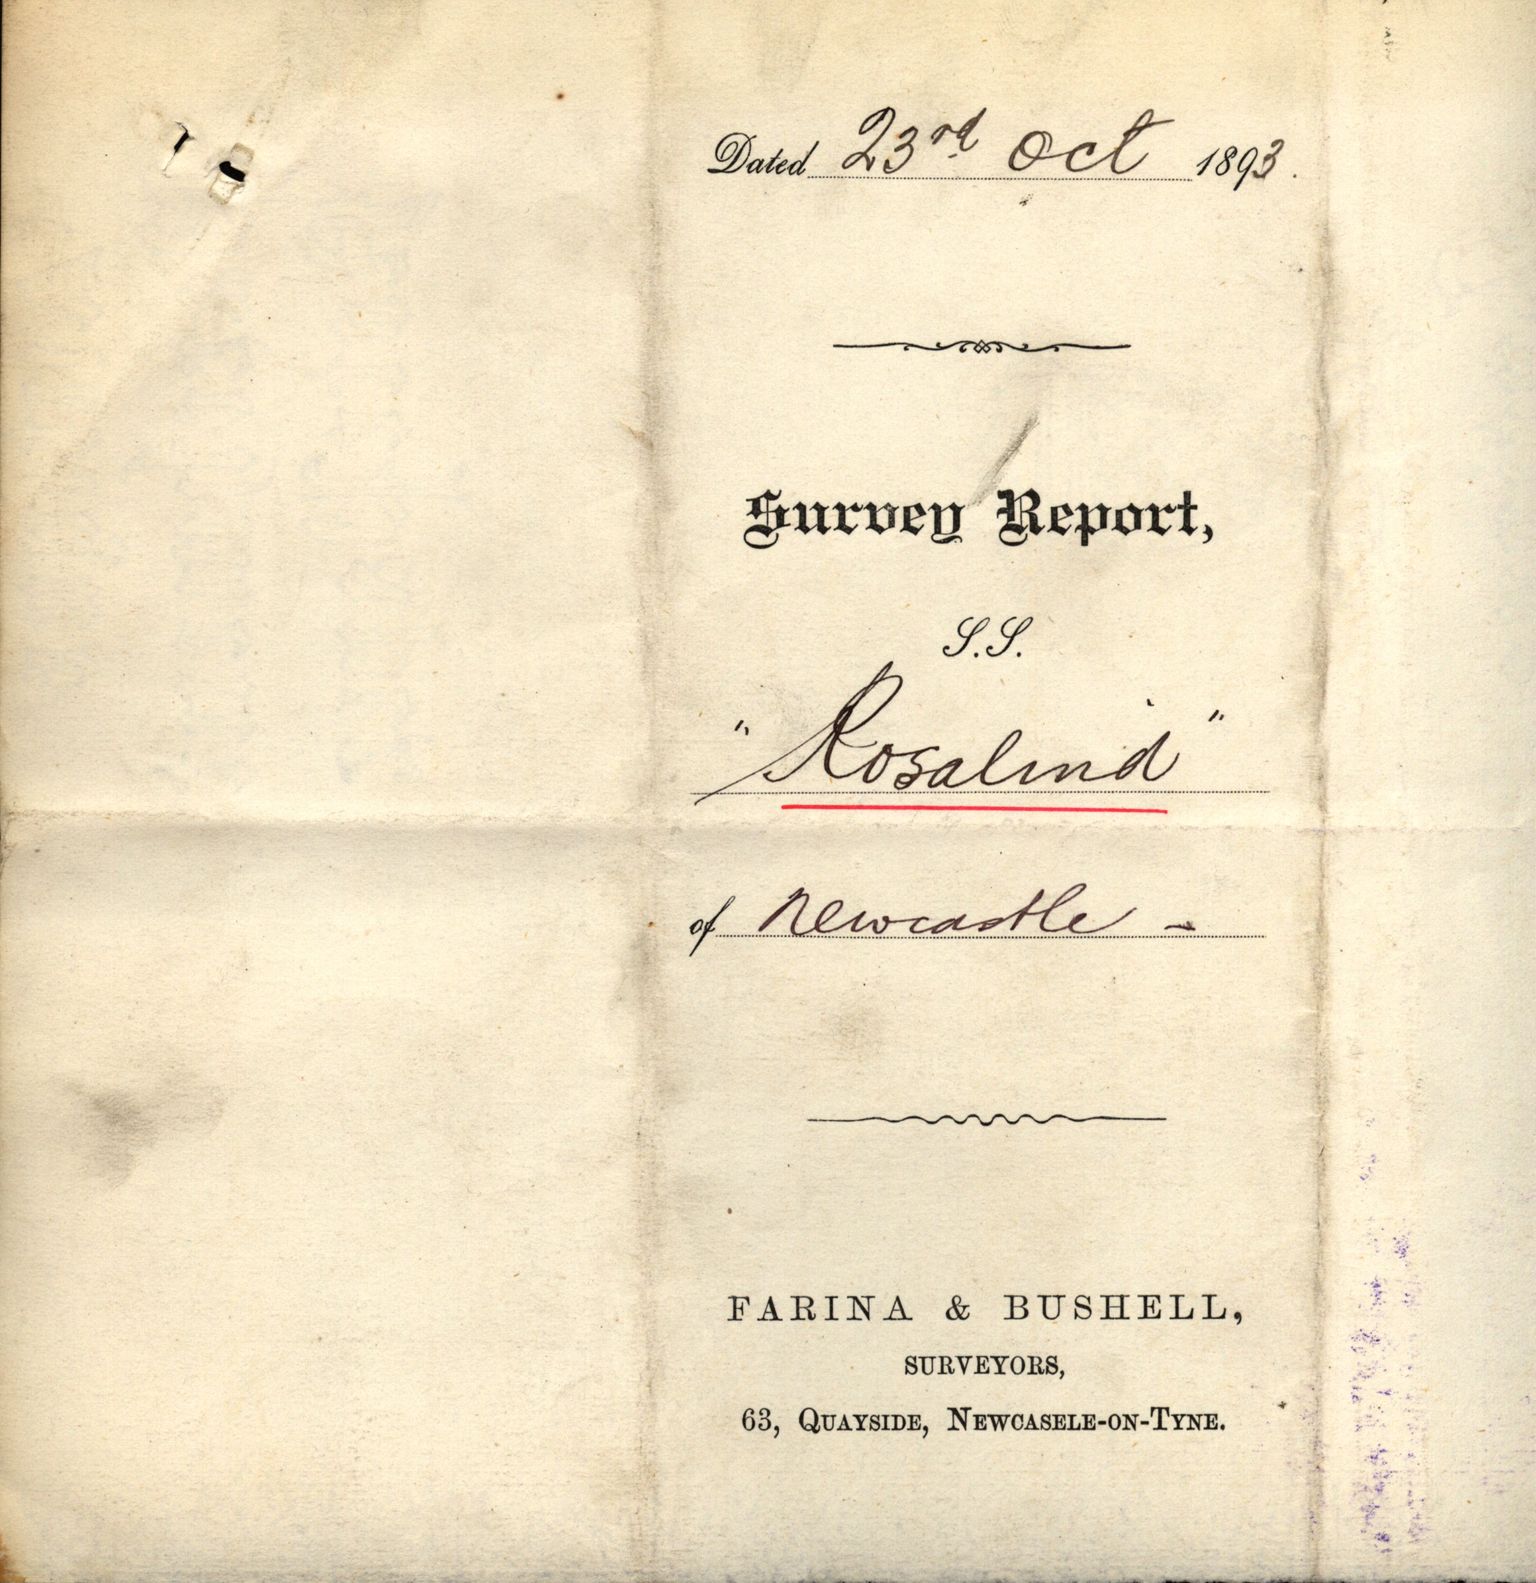 Dated 23rd Oct 1893.
Survey Report,
S.S.
"Rosalind"
of Newcastle -
FARINA & BUSHELL,
SURVEYORS,
63, QUAYSIDE, NEWCASELE-ON-TYNE.